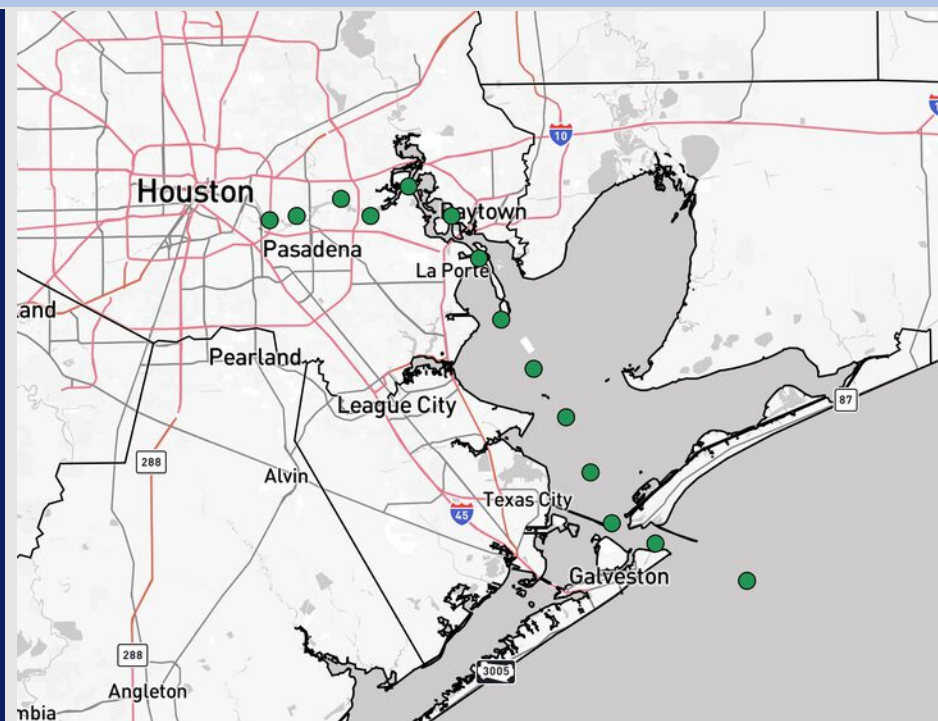 10
Houston
Baytown
Pasadena
La Porte
land
Pearland
87
League City
288
Alvin
Texas City
45
Galveston
288
3005
Angleton
mbia